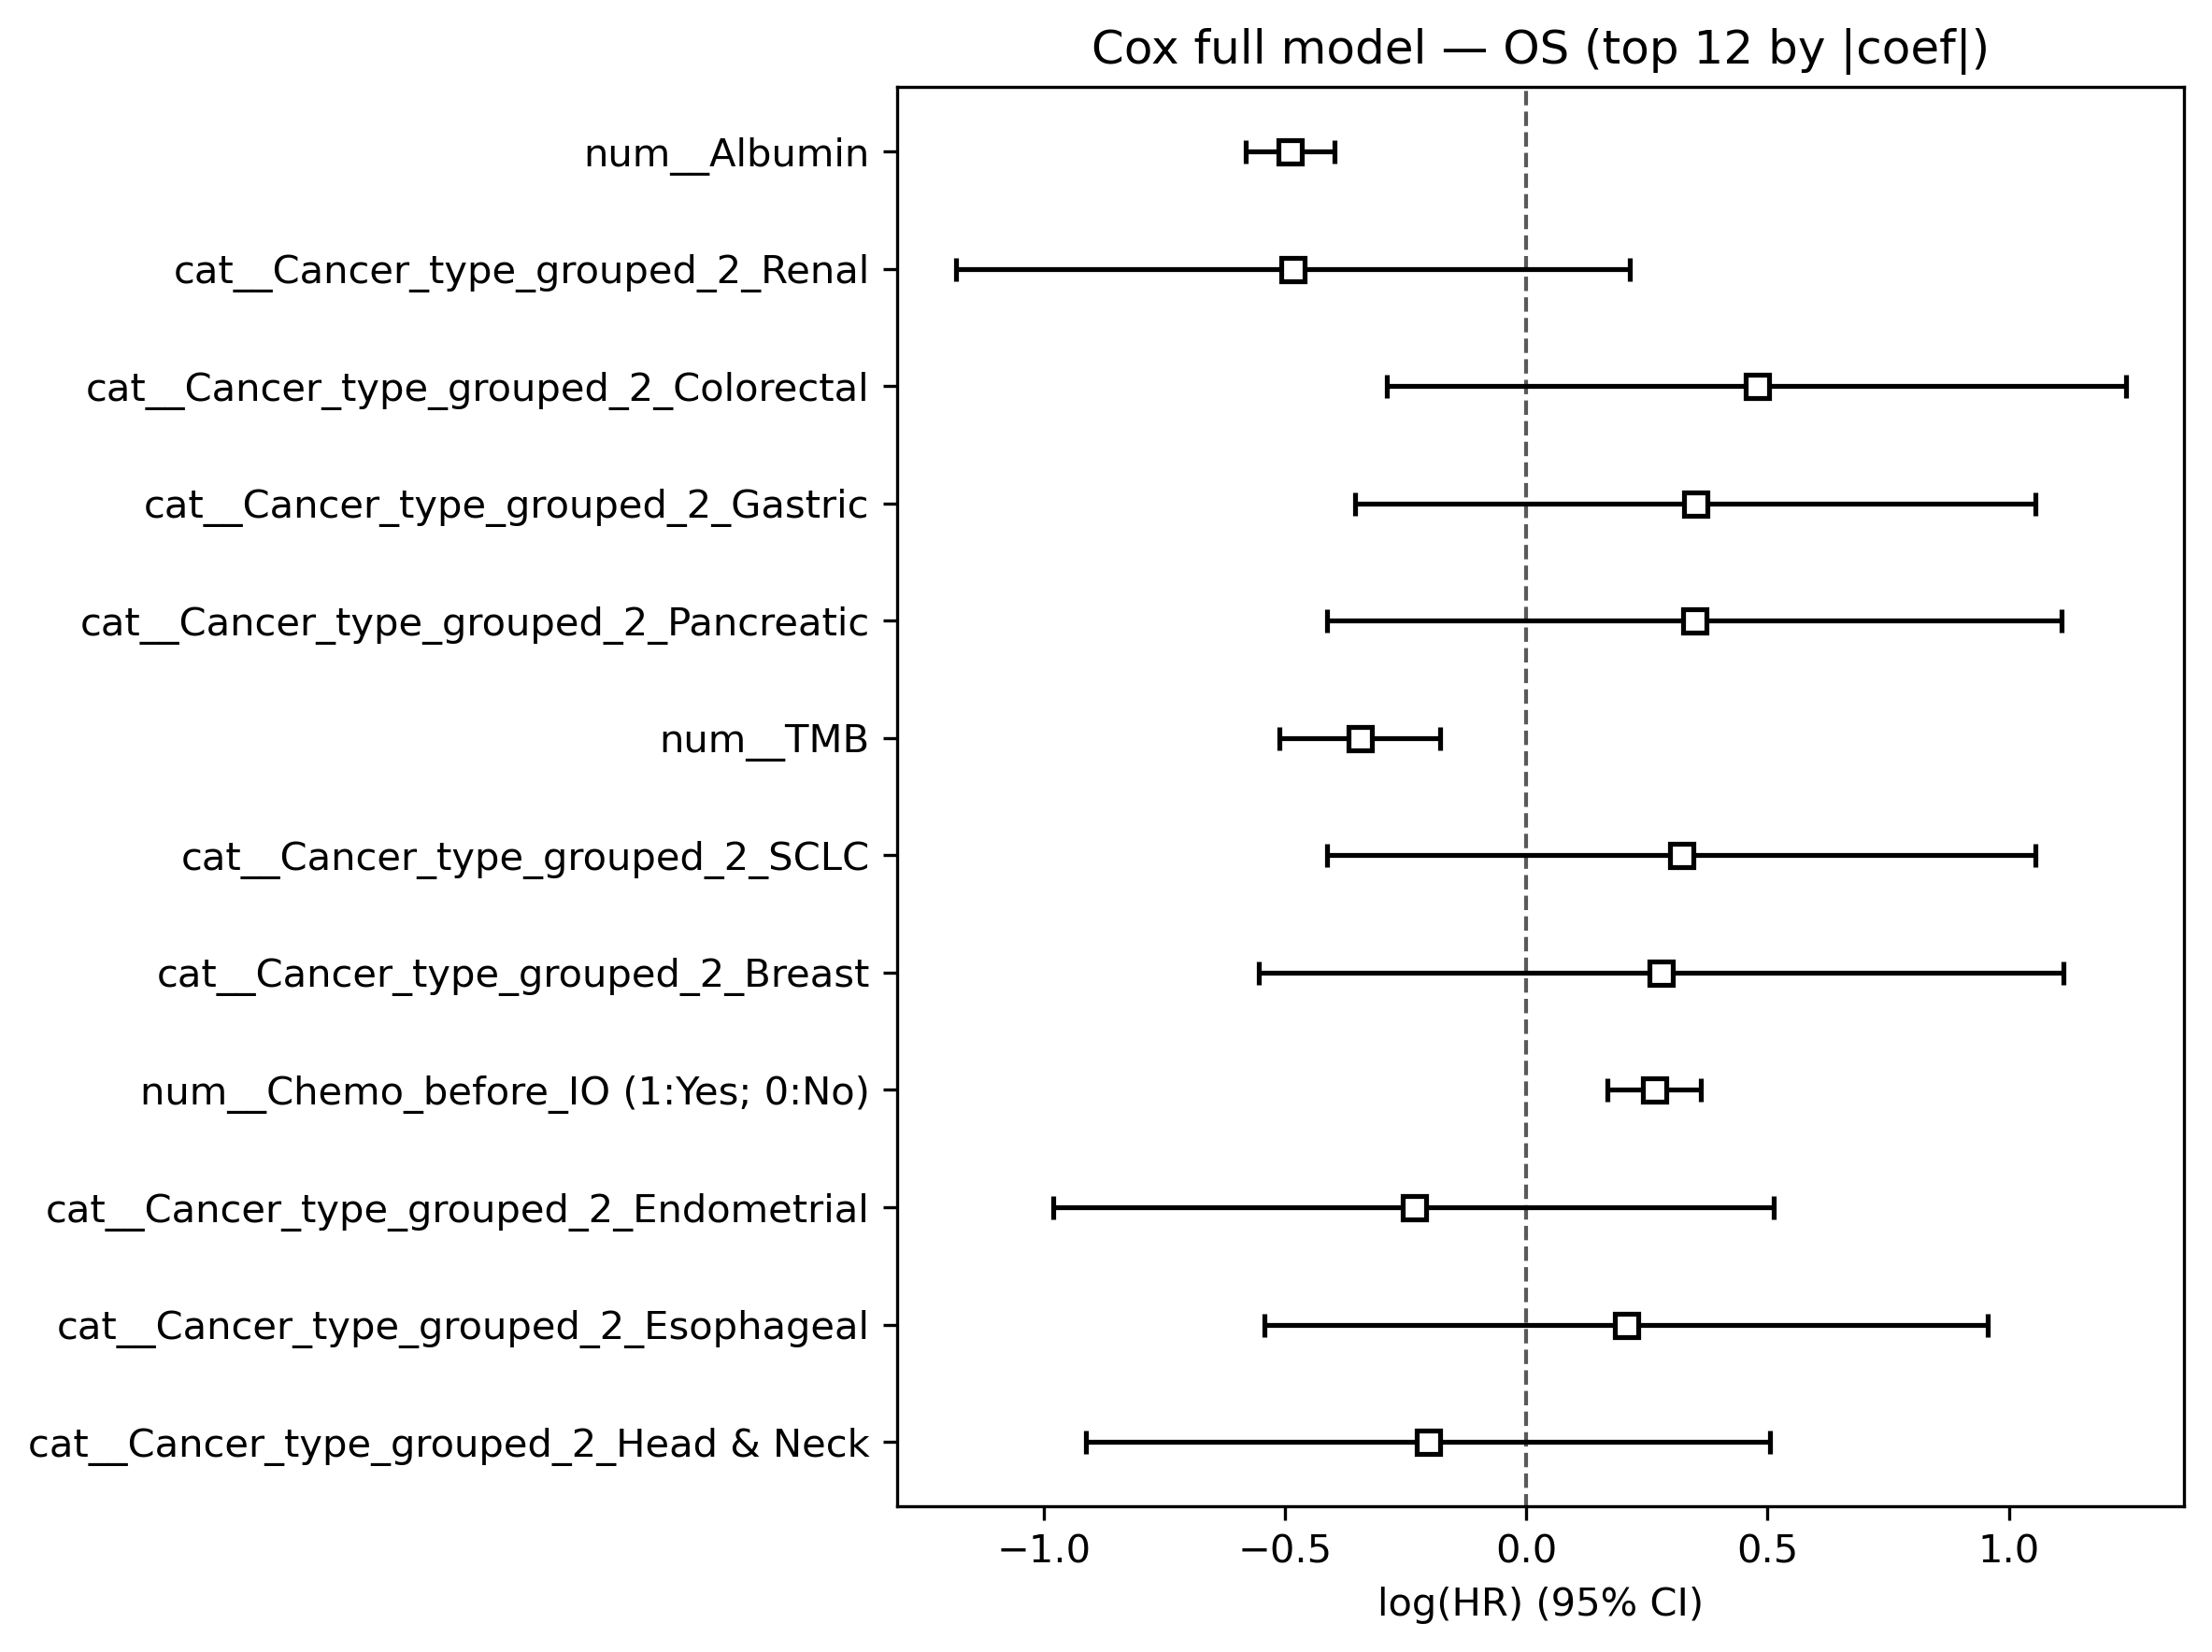 Cox full model — OS (top 12 by |coef|)
num__Albumin
cat__Cancer_type_grouped_2_Renal
cat__Cancer_type_grouped_2_Colorectal
cat__Cancer_type_grouped_2_Gastric
cat__Cancer_type_grouped_2_Pancreatic
num__TMB
cat__Cancer_type_grouped_2_SCLC
cat__Cancer_type_grouped_2_Breast
num__Chemo_before_IO (1:Yes; 0:No)
cat__Cancer_type_grouped_2_Endometrial
cat__Cancer_type_grouped_2_Esophageal
cat__Cancer_type_grouped_2_Head & Neck
−1.0 −0.5 0.0 0.5 1.0
log(HR) (95% CI)